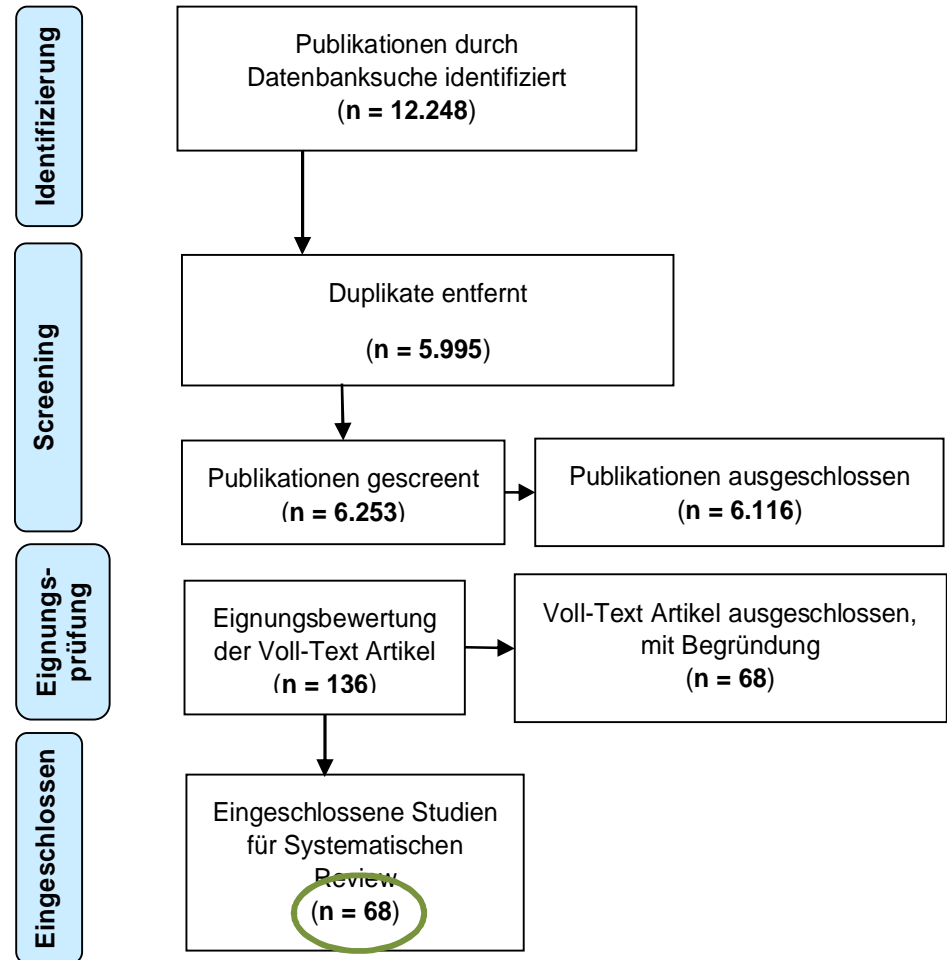 Identifizierung
Publikationen durch
Datenbanksuche identifiziert
(n = 12.248)
Screening
Duplikate entfernt
(n = 5.995)
Publikationen gescreent
(n = 6.253)
Publikationen ausgeschlossen
(n = 6.116)
Eignungs-
prüfung
Eignungsbewertung
der Voll-Text Artikel
(n = 136)
Voll-Text Artikel ausgeschlossen,
mit Begründung
(n = 68)
Eingeschlossen
Eingeschlossene Studien
für Systematischen
Review
(n = 68)